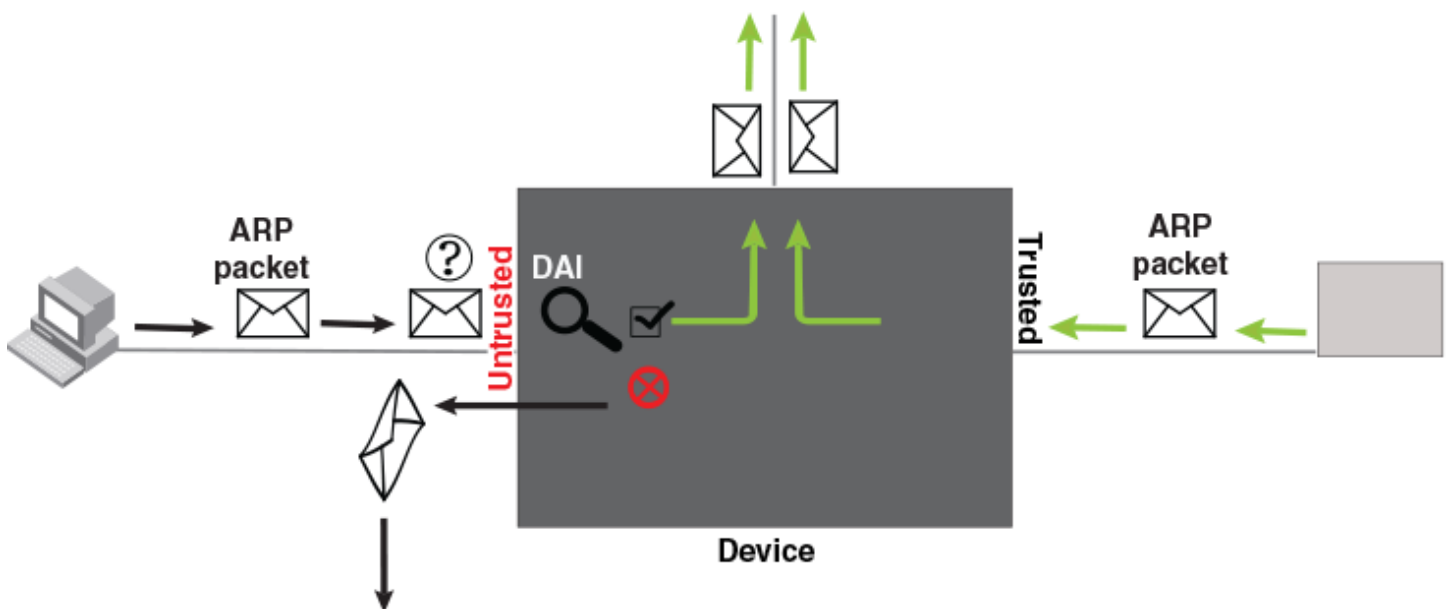 ARP
packet
?
Untrusted
DAI
Trusted
ARP
packet
Device